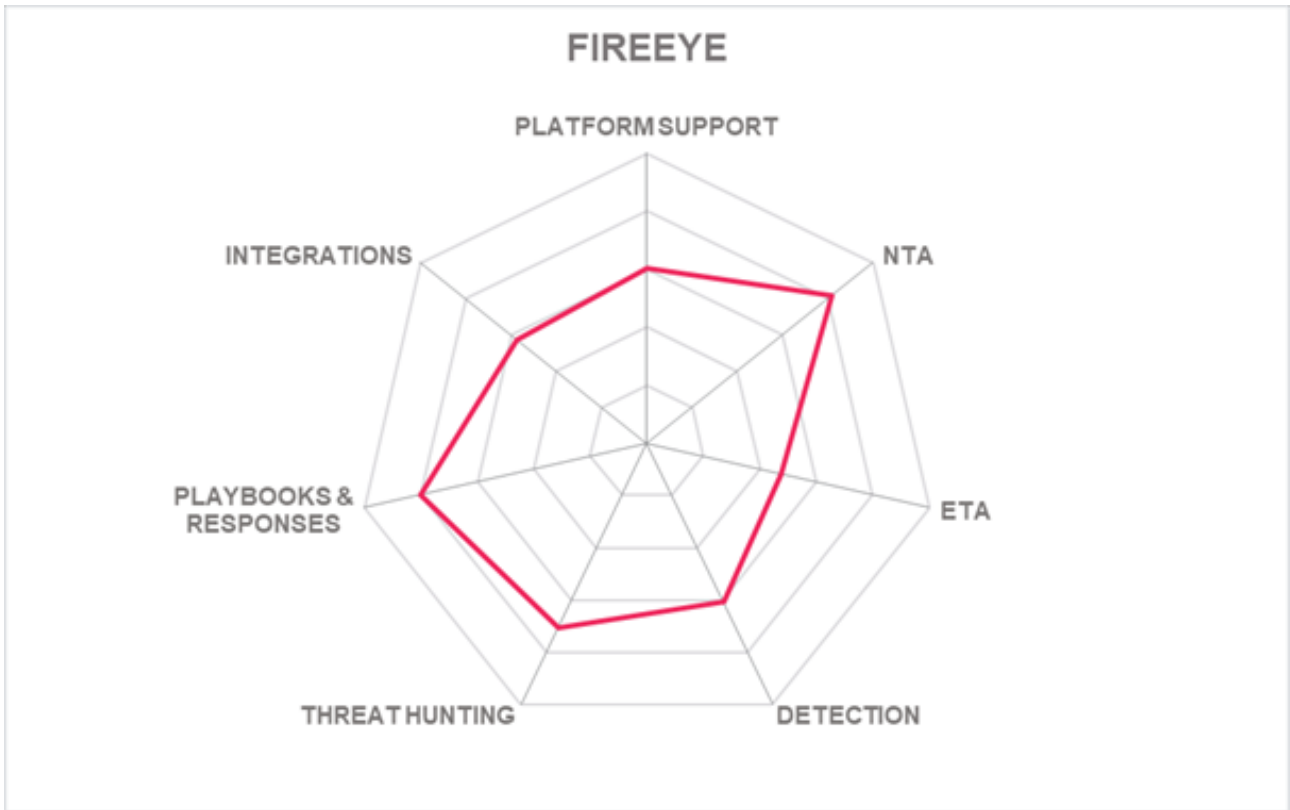 FIREEYE
PLATFORM SUPPORT
INTEGRATIONS
NTA
PLAYBOOKS &
RESPONSES
ETA
THREAT HUNTING
DETECTION